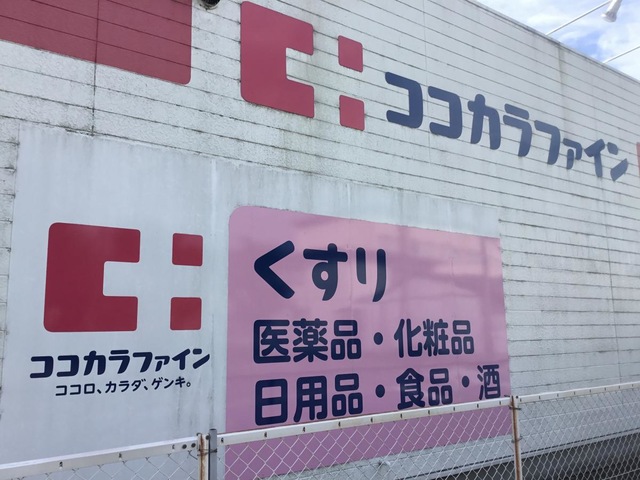 ココカラファイン
ココカラファイン
ココロ、カラダ、ゲンキ。
くすり
医薬品・化粧品
日用品・食品・酒